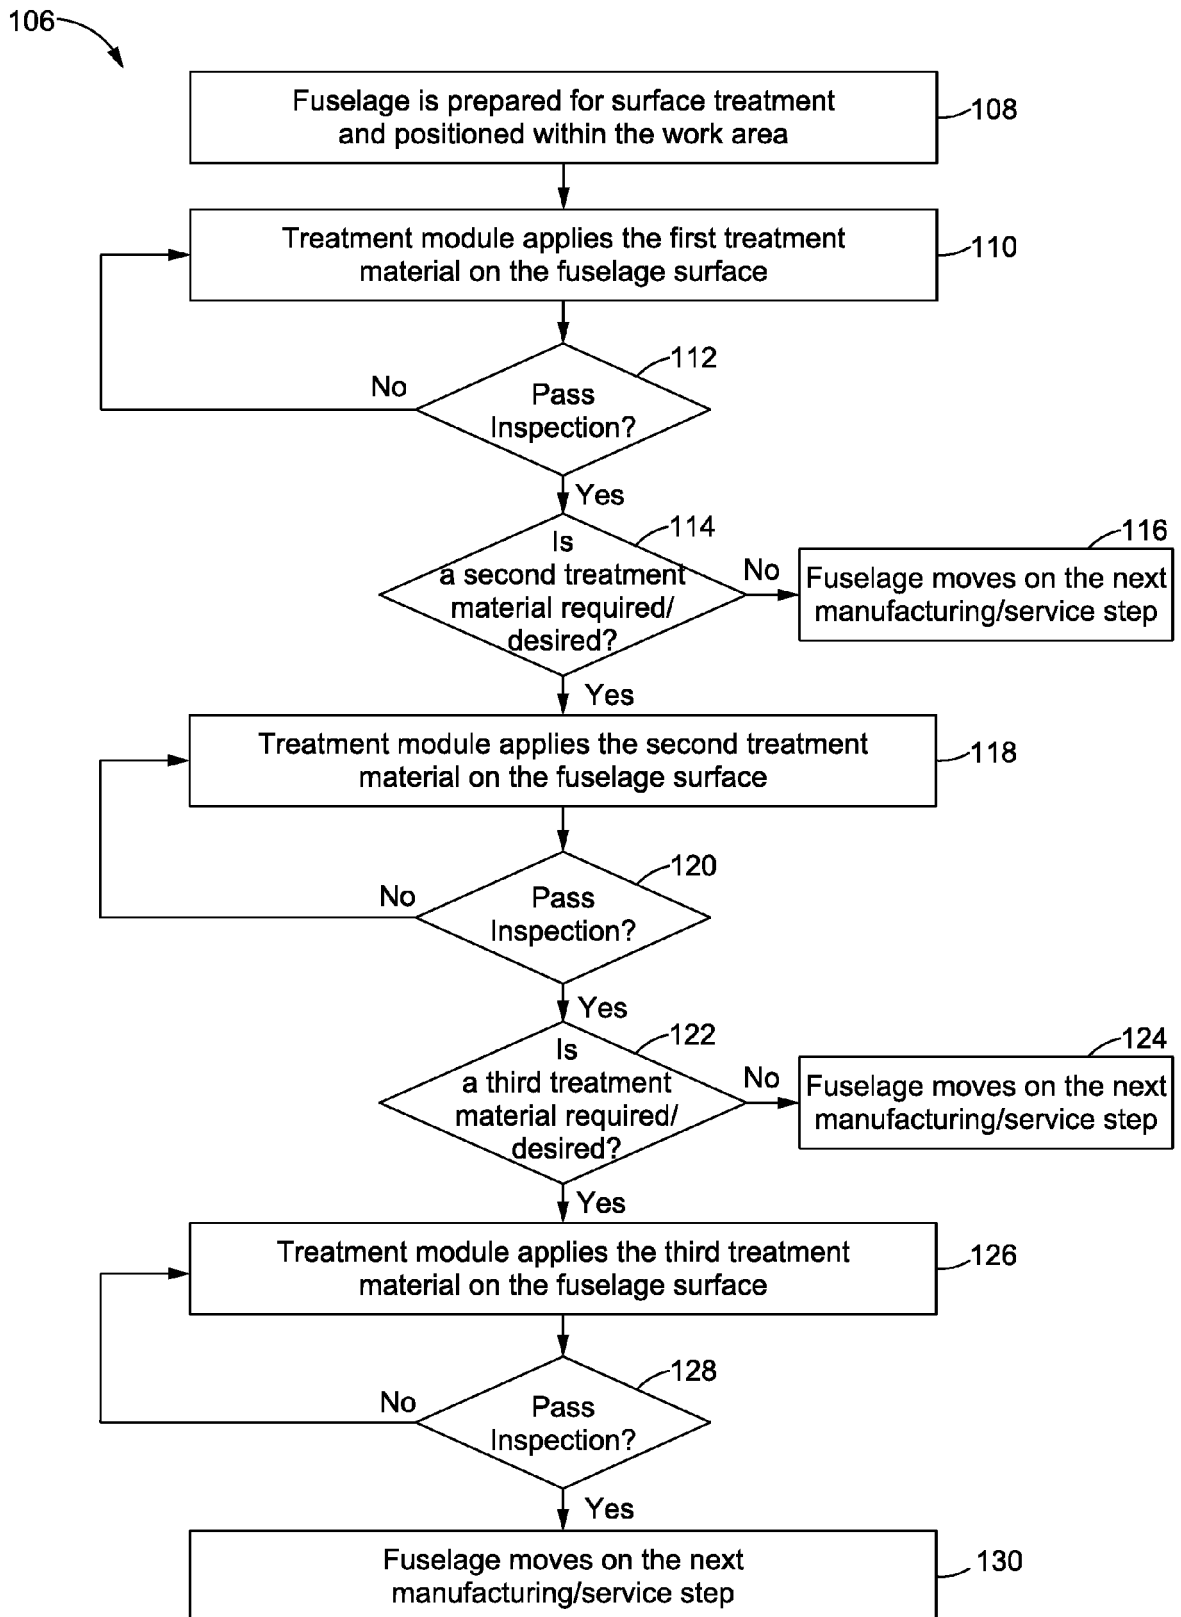 106
Fuselage is prepared for surface treatment
and positioned within the work area
108
Treatment module applies the first treatment
material on the fuselage surface
110
112
No
Pass
Inspection?
Yes
114
Is
a second treatment
material required/
desired?
No
116
Fuselage moves on the next
manufacturing/service step
Yes
Treatment module applies the second treatment
material on the fuselage surface
118
120
No
Pass
Inspection?
Yes
122
Is
a third treatment
material required/
desired?
No
124
Fuselage moves on the next
manufacturing/service step
Yes
Treatment module applies the third treatment
material on the fuselage surface
126
128
No
Pass
Inspection?
Yes
Fuselage moves on the next
manufacturing/service step
130